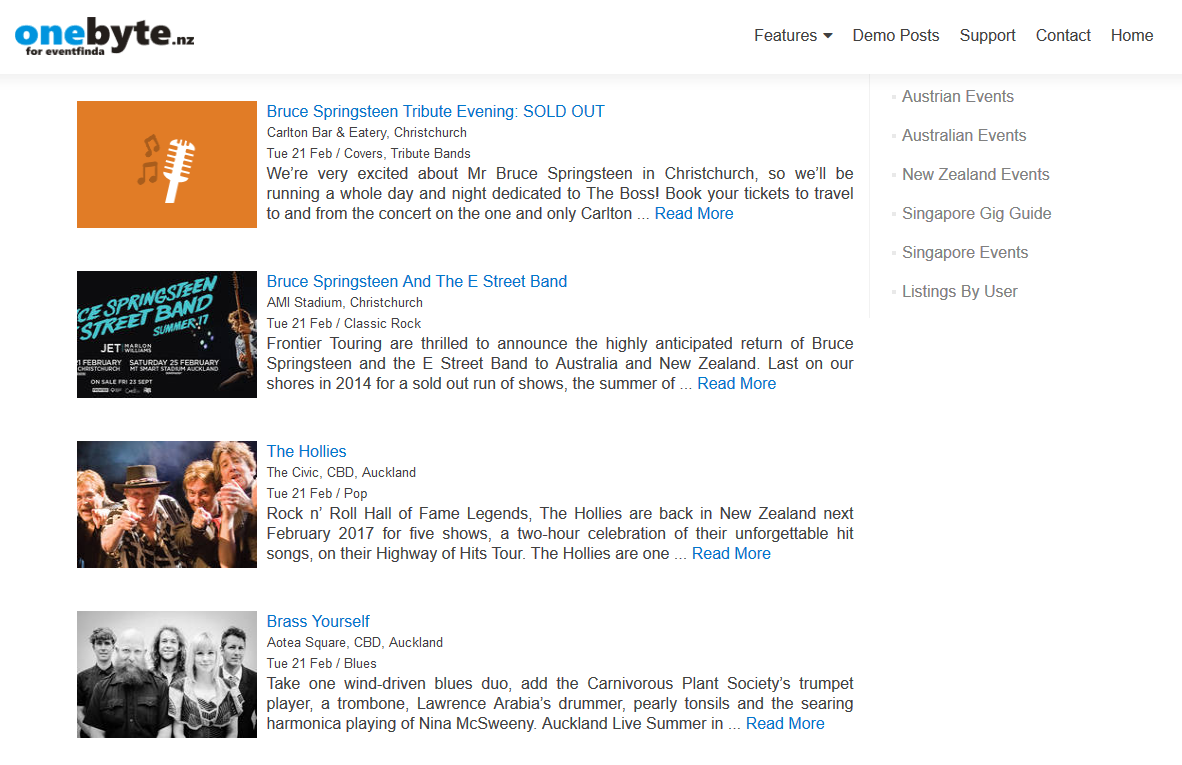 onebyte.nz
for eventfinda
Features
Demo Posts
Support
Contact
Home
Bruce Springsteen Tribute Evening: SOLD OUT
Carlton Bar & Eatery, Christchurch
Tue 21 Feb / Covers, Tribute Bands
We’re very excited about Mr Bruce Springsteen in Christchurch, so we’ll be
running a whole day and night dedicated to The Boss! Book your tickets to travel
to and from the concert on the one and only Carlton ... Read More
CE SPRINGSTEEN
STREET BAND
SUMMER.17
JET MARLON WILLIAMS
1 FEBRUARY SATURDAY 25 FEBRUARY
CHRISTCHURCH MT SMART STADIUM AUCKLAND
ON SALE FRI 23 SEPT
Bruce Springsteen And The E Street Band
AMI Stadium, Christchurch
Tue 21 Feb / Classic Rock
Frontier Touring are thrilled to announce the highly anticipated return of Bruce
Springsteen and the E Street Band to Australia and New Zealand. Last on our
shores in 2014 for a sold out run of shows, the summer of ... Read More
The Hollies
The Civic, CBD, Auckland
Tue 21 Feb / Pop
Rock n’ Roll Hall of Fame Legends, The Hollies are back in New Zealand next
February 2017 for five shows, a two-hour celebration of their unforgettable hit
songs, on their Highway of Hits Tour. The Hollies are one ... Read More
Brass Yourself
Aotea Square, CBD, Auckland
Tue 21 Feb / Blues
Take one wind-driven blues duo, add the Carnivorous Plant Society’s trumpet
player, a trombone, Lawrence Arabia’s drummer, pearly tonsils and the searing
harmonica playing of Nina McSweeny. Auckland Live Summer in ... Read More
Austrian Events
Australian Events
New Zealand Events
Singapore Gig Guide
Singapore Events
Listings By User